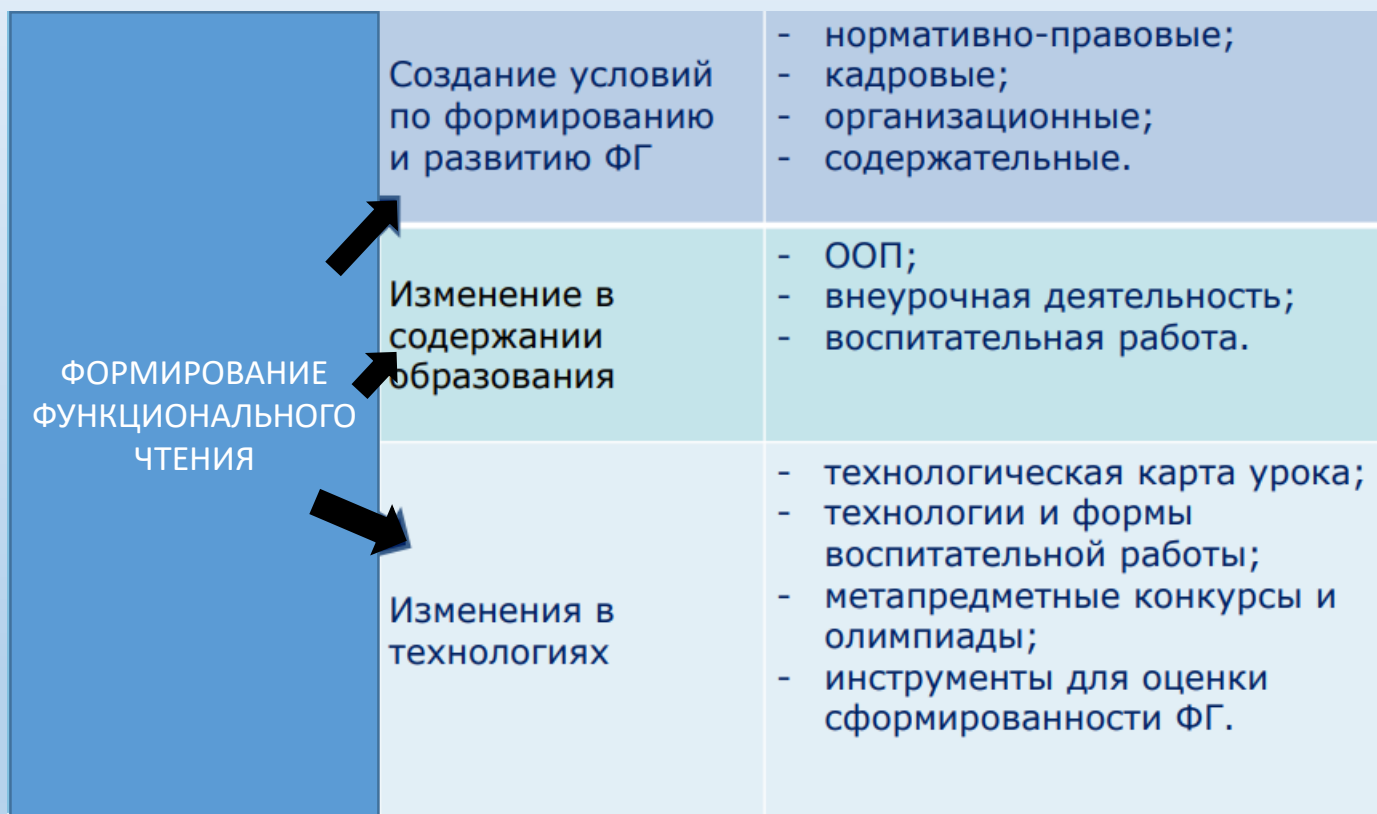 ФОРМИРОВАНИЕ
ФУНКЦИОНАЛЬНОГО
ЧТЕНИЯ
Создание условий
по формированию
и развитию ФГ
- нормативно-правовые;
- кадровые;
- организационные;
- содержательные.
Изменение в
содержании
образования
- ООП;
- внеурочная деятельность;
- воспитательная работа.
Изменения в
технологиях
- технологическая карта урока;
- технологии и формы
воспитательной работы;
- метапредметные конкурсы и
олимпиады;
- инструменты для оценки
сформированности ФГ.